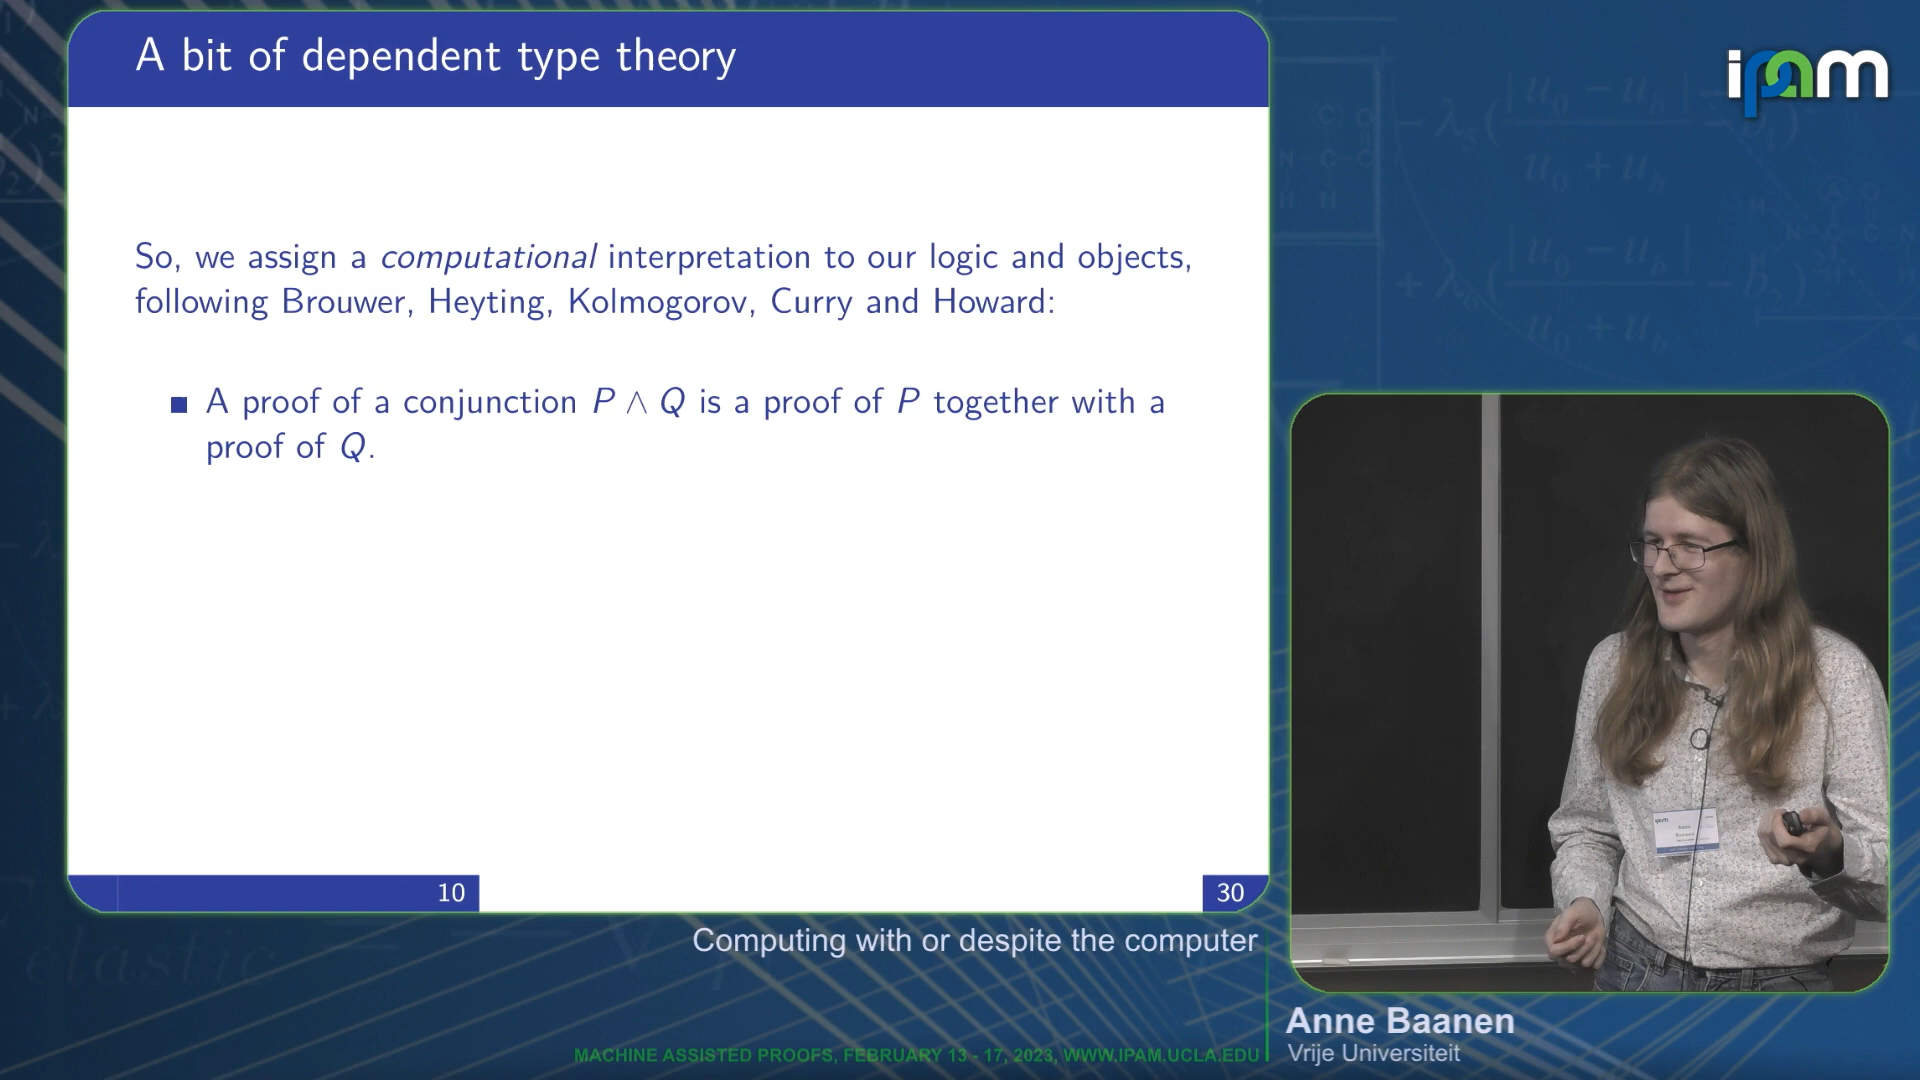 A bit of dependent type theory
ipam
So, we assign a computational interpretation to our logic and objects,
following Brouwer, Heyting, Kolmogorov, Curry and Howard:
■ A proof of a conjunction P ∧ Q is a proof of P together with a
proof of Q.
10
30
Computing with or despite the computer
Anne Baanen
Vrije Universiteit
MACHINE ASSISTED PROOFS, FEBRUARY 13 - 17, 2023, WWW.IPAM.UCLA.EDU